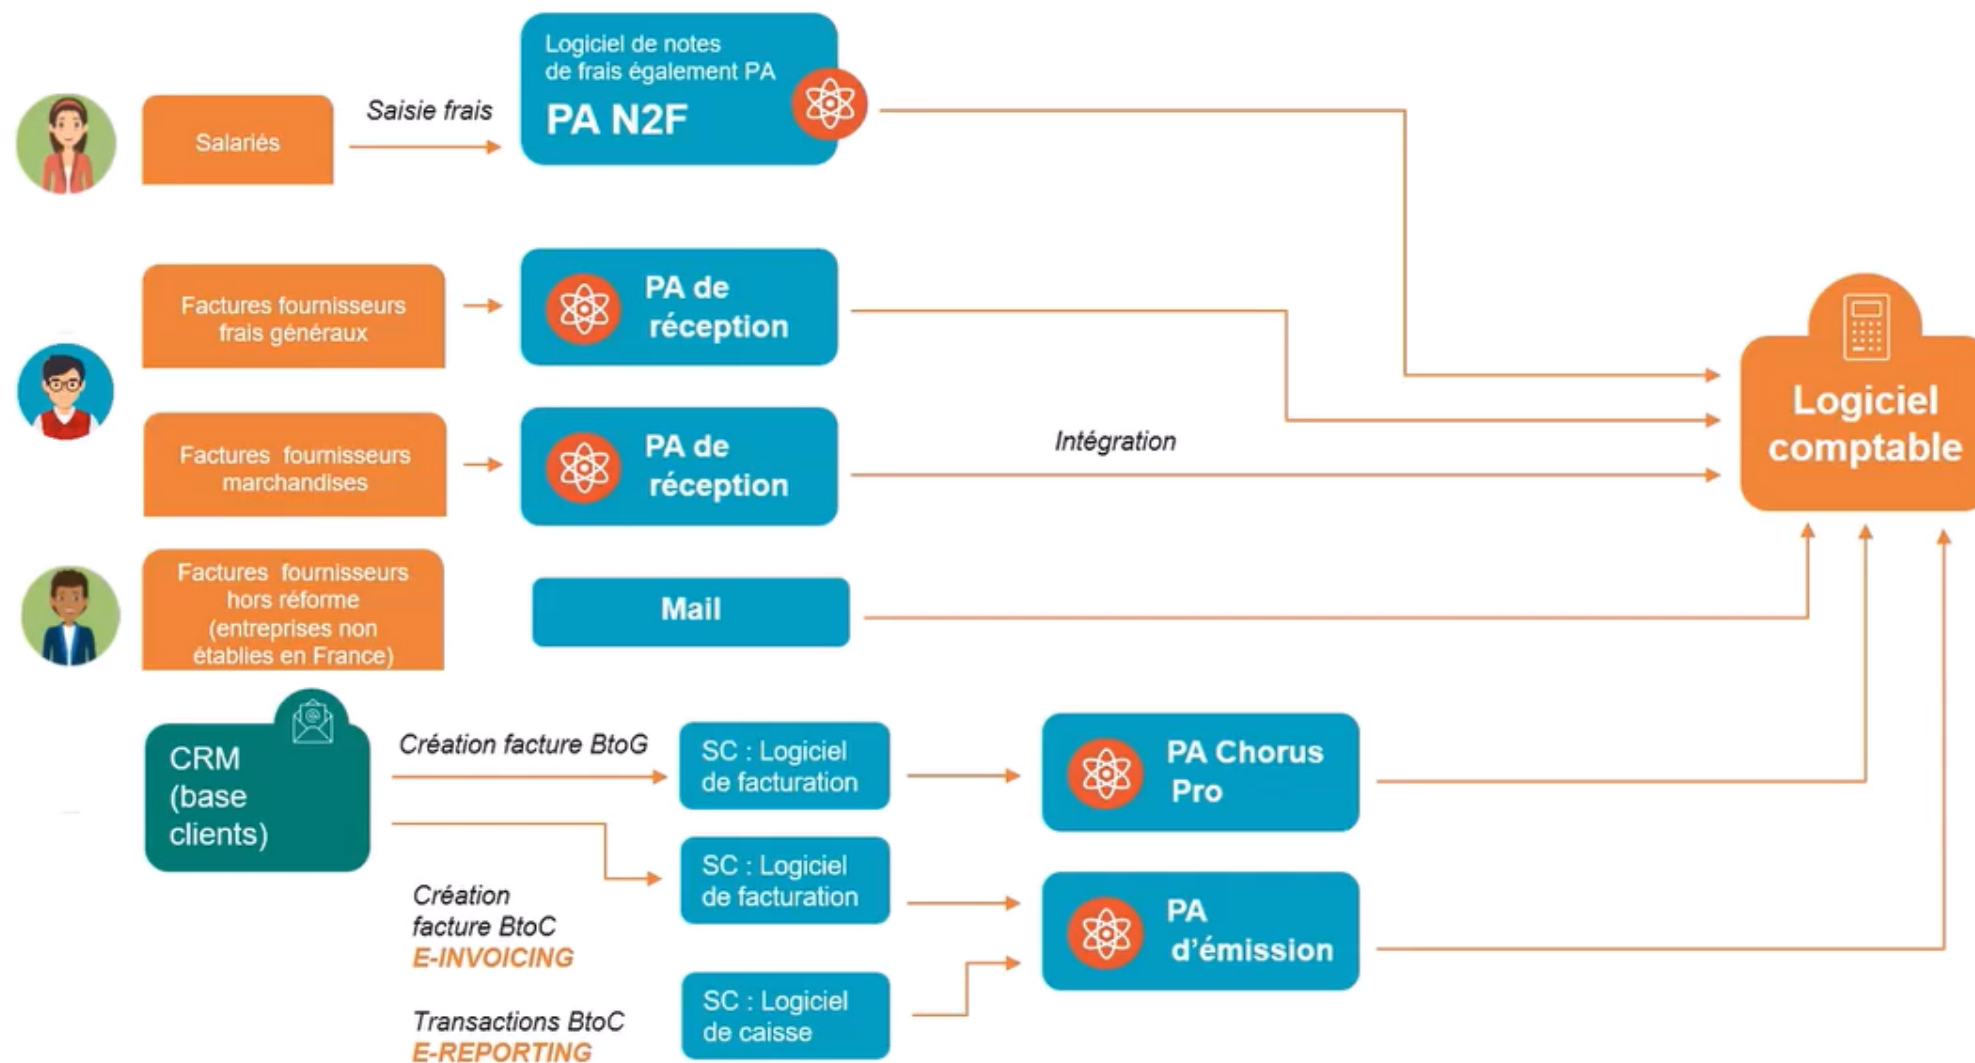 Logiciel de notes
de frais également PA
PA N2F
Saisie frais
Salariés
Factures fournisseurs
frais généraux
PA de
réception
Factures fournisseurs
marchandises
PA de
réception
Intégration
Logiciel
comptable
Factures fournisseurs
hors réforme
(entreprises non
établies en France)
Mail
CRM
(base
clients)
Création facture BtoG
SC : Logiciel
de facturation
PA Chorus
Pro
Création
facture BtoC
E-INVOICING
SC : Logiciel
de facturation
PA
d’émission
Transactions BtoC
E-REPORTING
SC : Logiciel
de caisse